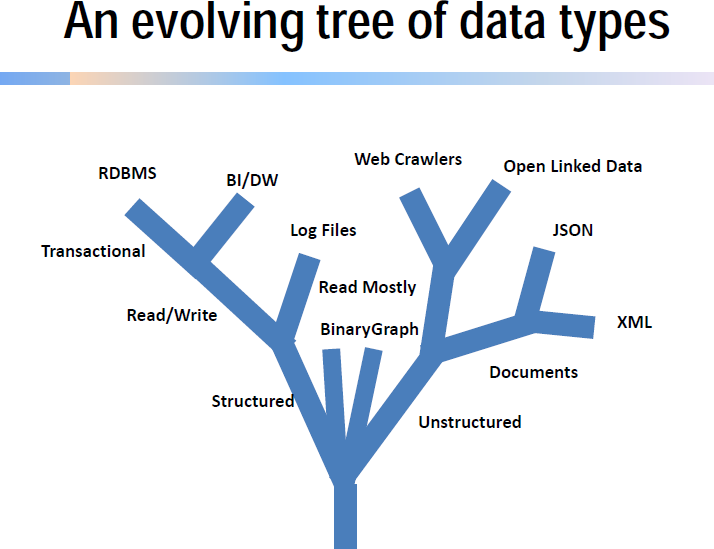 An evolving tree of data types
Web Crawlers
Open Linked Data
RDBMS
BI/DW
Log Files
JSON
Transactional
Read Mostly
Read/Write
BinaryGraph
XML
Documents
Structured
Unstructured